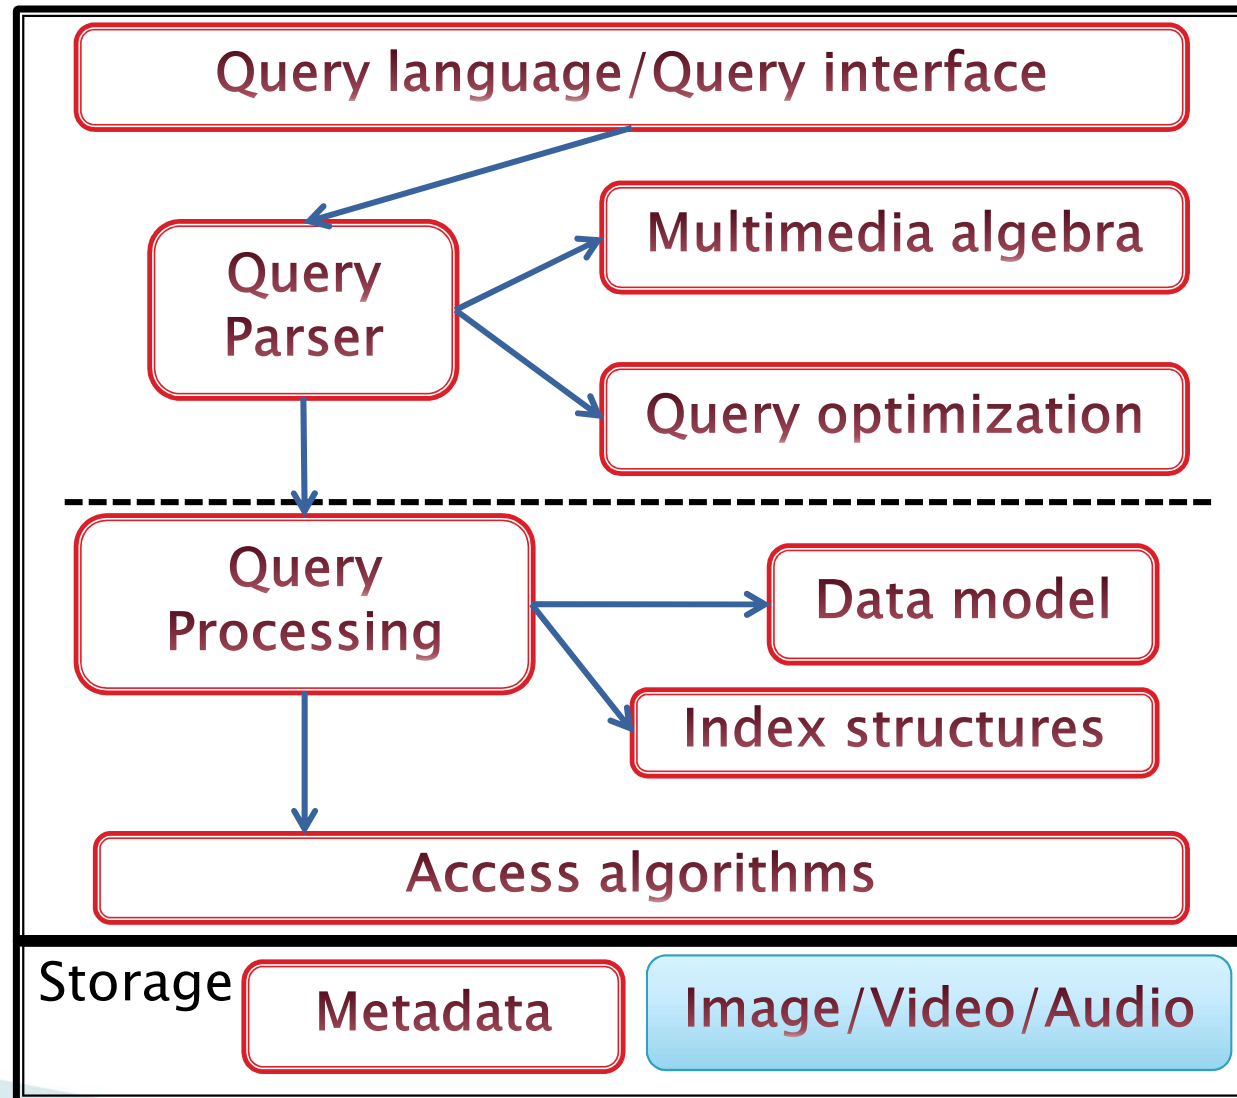 Query language/Query interface
Multimedia algebra
Query
Parser
Query optimization
Query
Processing
Data model
Index structures
Access algorithms
Storage
Metadata
Image/Video/Audio